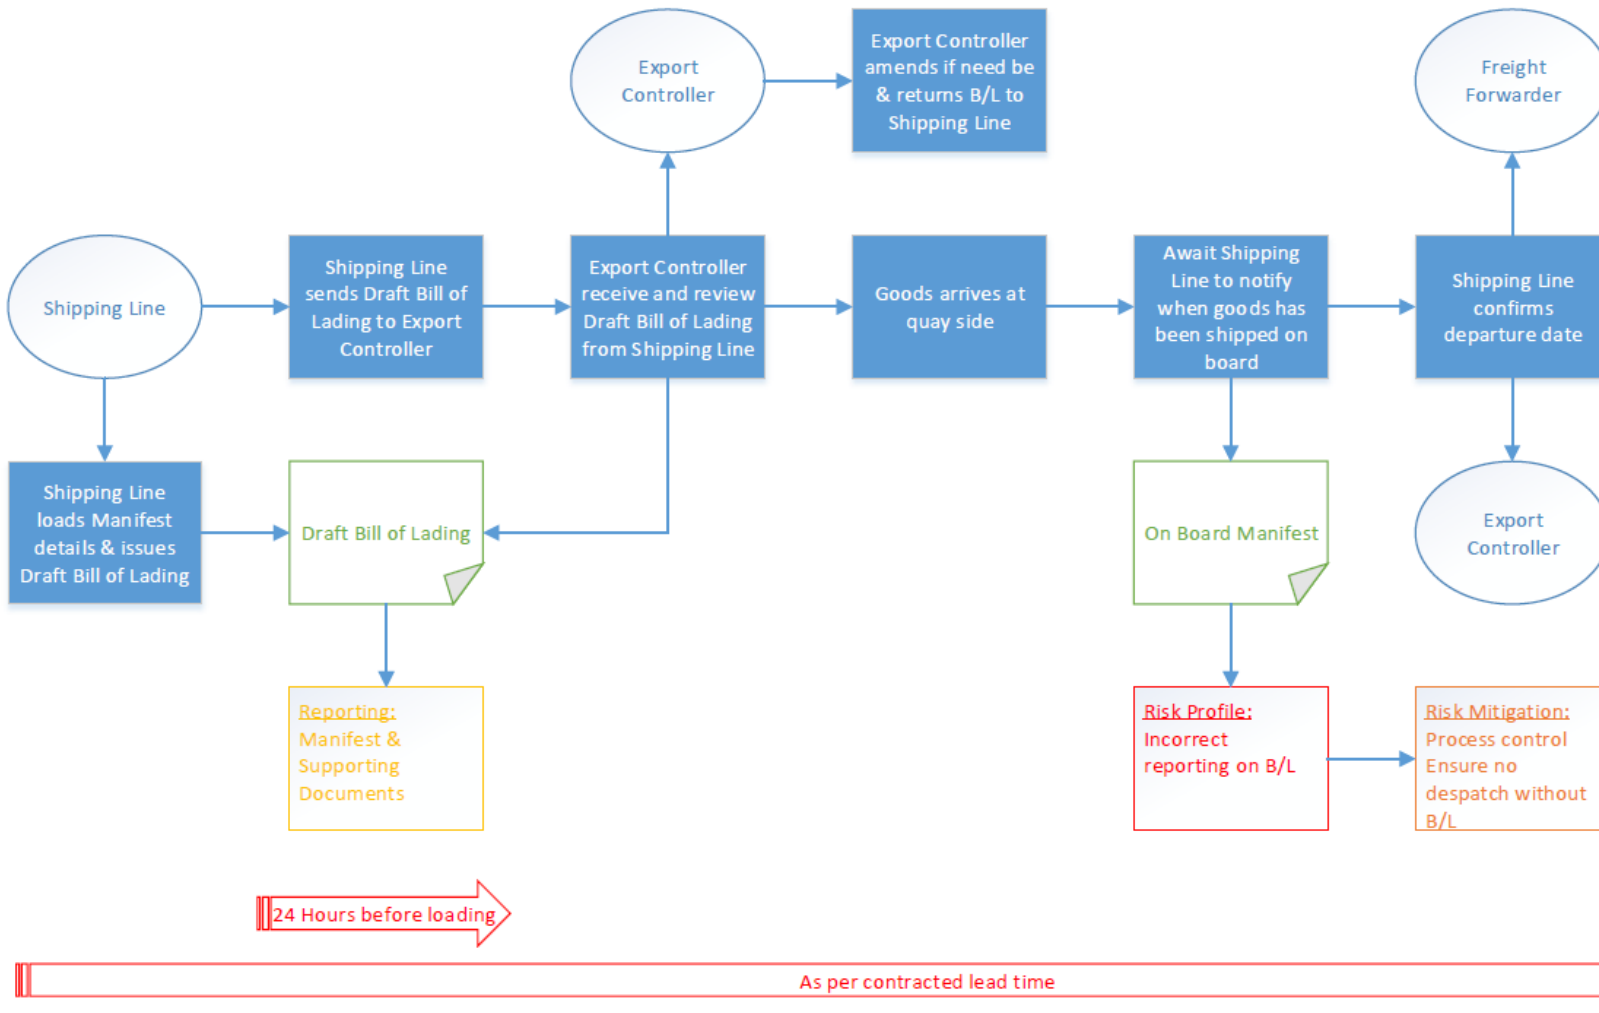 Export
Controller
Export Controller
amends if need be
& returns B/L to
Shipping Line
Freight
Forwarder
Shipping Line
Shipping Line
sends Draft Bill of
Lading to Export
Controller
Export Controller
receive and review
Draft Bill of Lading
from Shipping Line
Goods arrives at
quay side
Await Shipping
Line to notify
when goods has
been shipped on
board
Shipping Line
confirms
departure date
Shipping Line
loads Manifest
details & issues
Draft Bill of Lading
Draft Bill of Lading
On Board Manifest
Export
Controller
Reporting:
Manifest &
Supporting
Documents
Risk Profile:
Incorrect
reporting on B/L
Risk Mitigation:
Process control
Ensure no
despatch without
B/L
24 Hours before loading
As per contracted lead time